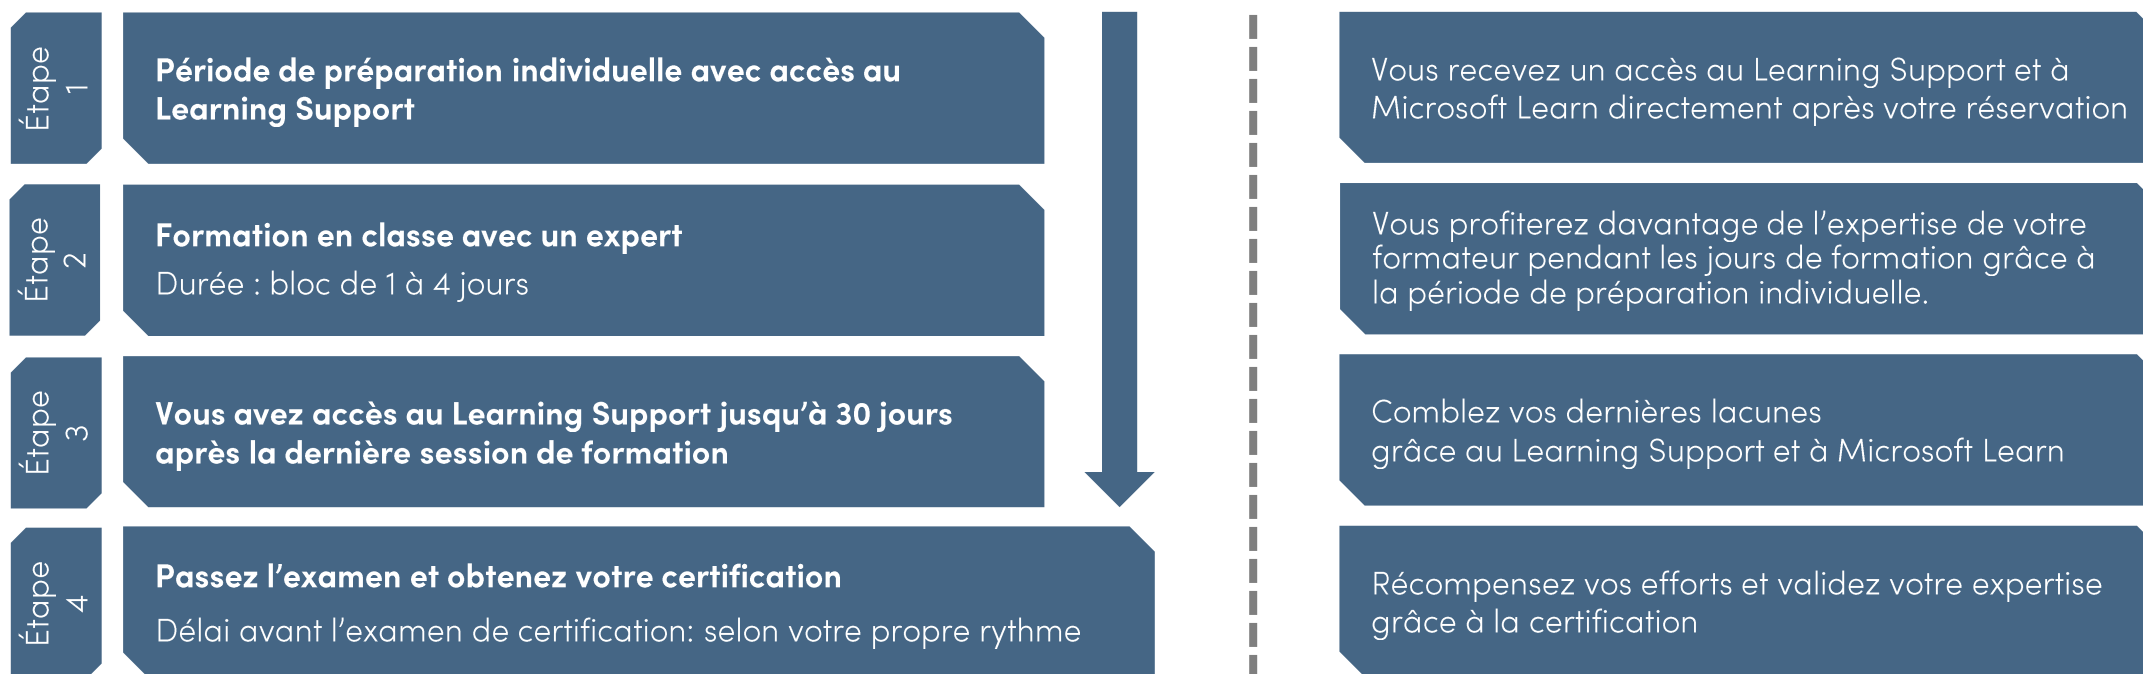 Étape
1
Période de préparation individuelle avec accès au
Learning Support
Vous recevez un accès au Learning Support et à
Microsoft Learn directement après votre réservation
Étape
2
Formation en classe avec un expert
Durée : bloc de 1 à 4 jours
Vous profiterez davantage de l’expertise de votre
formateur pendant les jours de formation grâce à
la période de préparation individuelle.
Étape
3
Vous avez accès au Learning Support jusqu’à 30 jours
après la dernière session de formation
Comblez vos dernières lacunes
grâce au Learning Support et à Microsoft Learn
Étape
4
Passez l’examen et obtenez votre certification
Délai avant l’examen de certification: selon votre propre rythme
Récompensez vos efforts et validez votre expertise
grâce à la certification